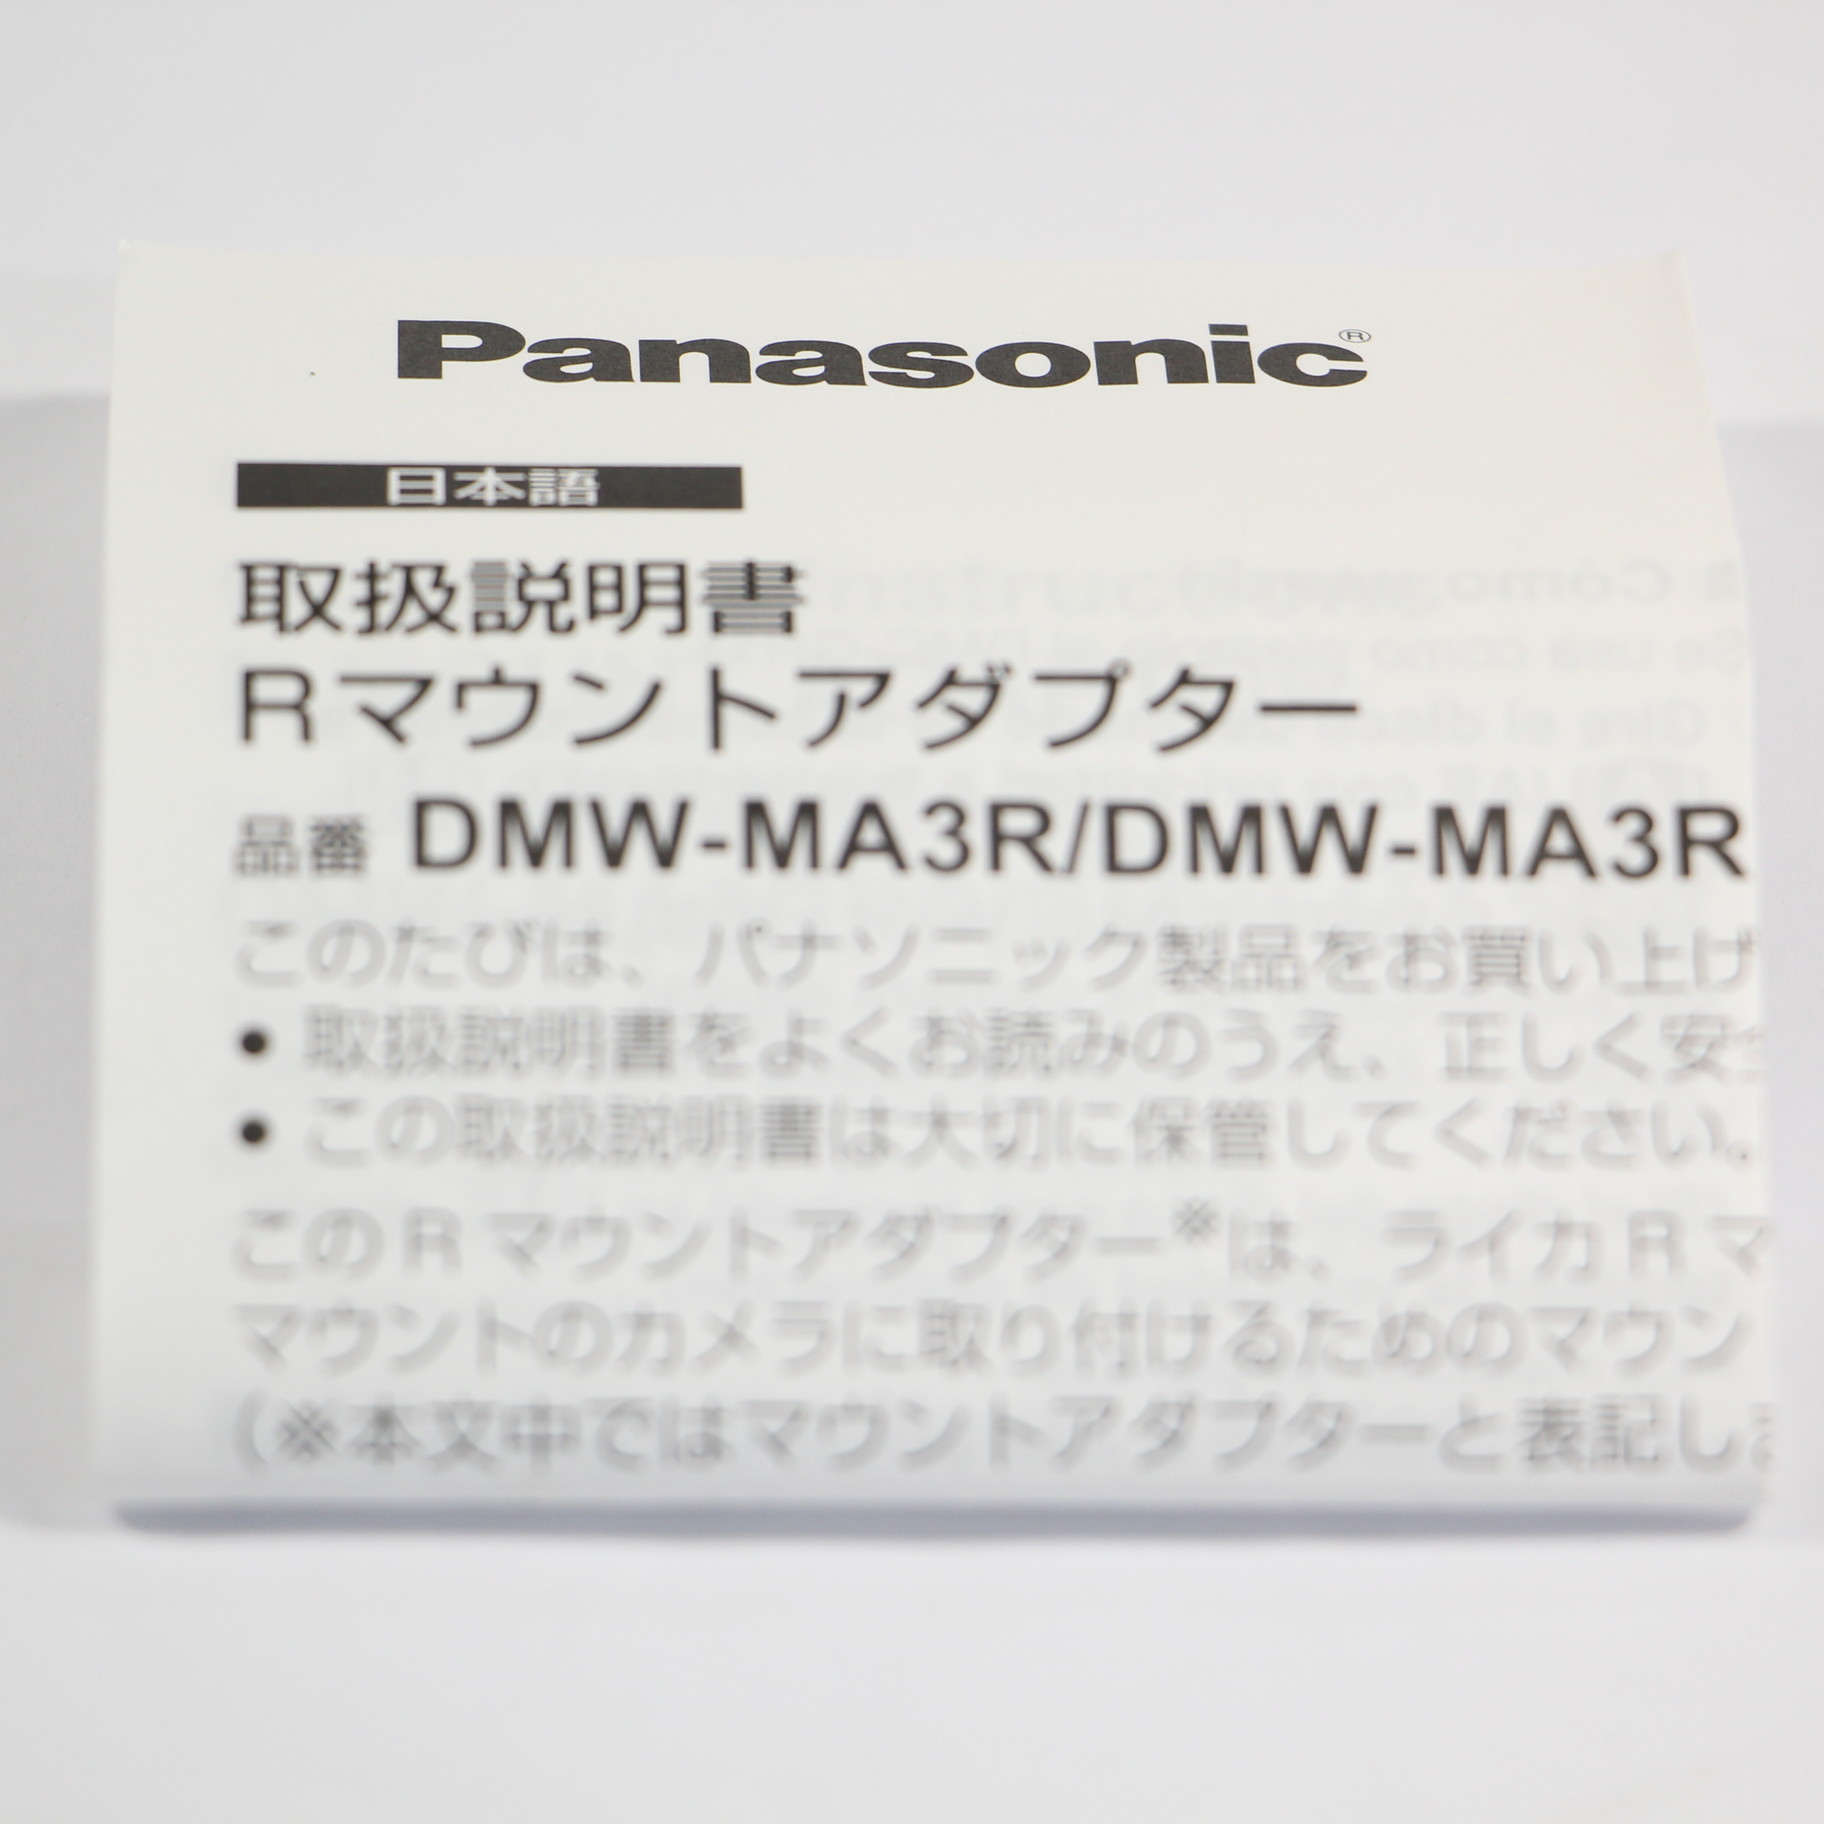 Panasonic®
日本語
取扱説明書
Rマウントアダプター
品番 DMW-MA3R/DMW-MA3R
このたびは、パナソニック製品をお買い上げ
• 取扱説明書をよくお読みのうえ、正しく安全
• この取扱説明書は大切に保管してください。
このRマウントアダプター※は、ライカRマ
マウントのカメラに取り付けるためのマウン
(※本文中ではマウントアダプターと表記しま